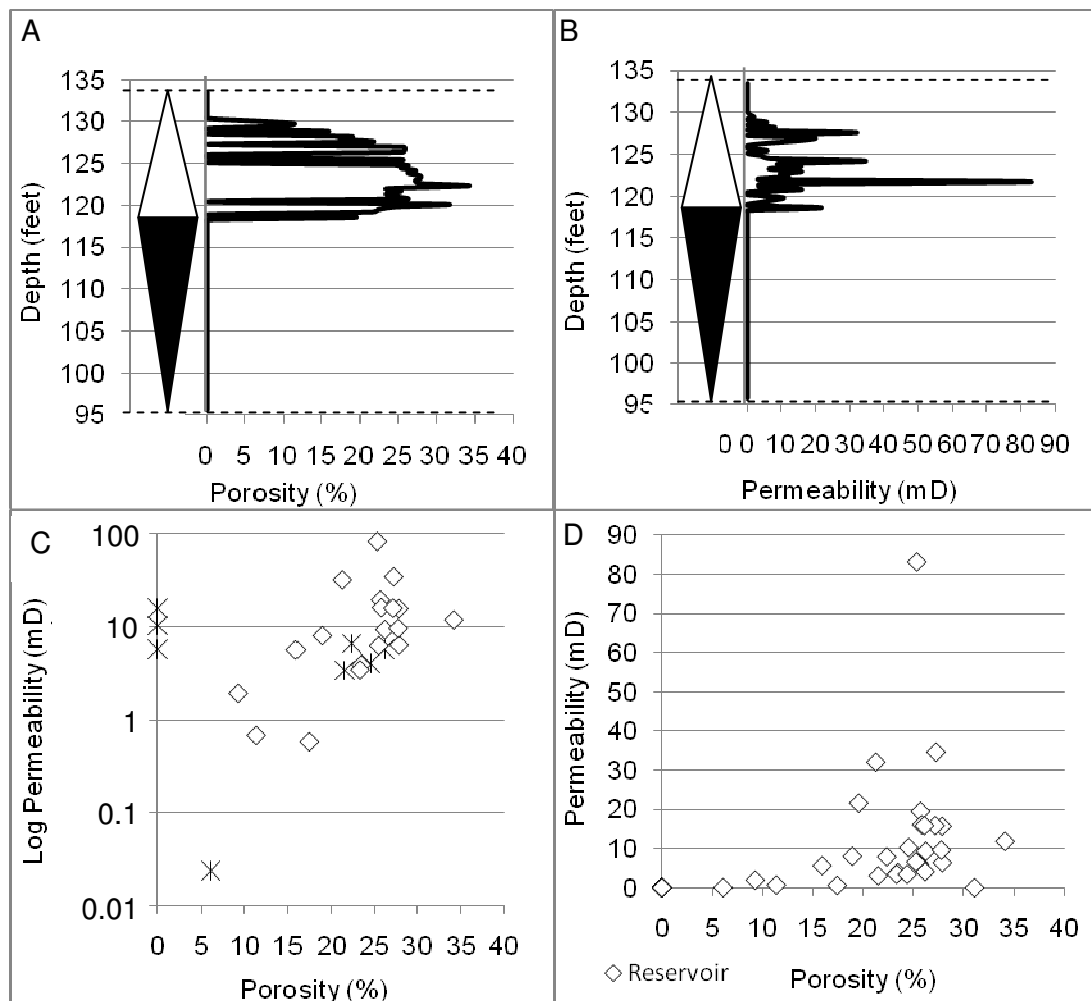 A
Depth (feet)
135
130
125
120
115
110
105
100
95
0 5 10 15 20 25 30 35 40
Porosity (%)
B
Depth (feet)
135
130
125
120
115
110
105
100
95
0 0 10 20 30 40 50 60 70 80 90
Permeability (mD)
C
Log Permeability (mD)
100
10
1
0.1
0.01
0 5 10 15 20 25 30 35 40
Porosity (%)
D
Permeability (mD)
90
80
70
60
50
40
30
20
10
0
0 5 10 15 20 25 30 35 40
Reservoir
Porosity (%)